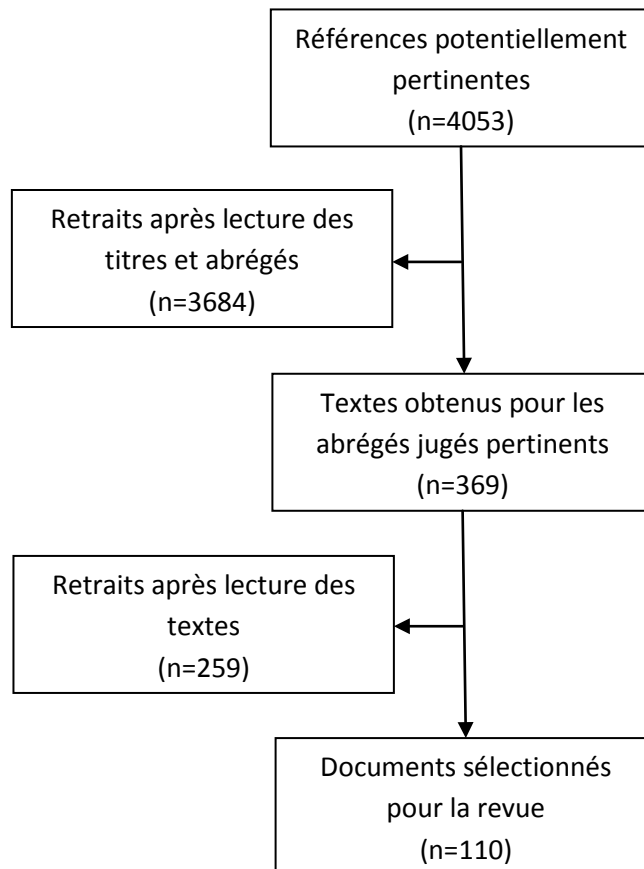 Références potentiellement
pertinentes
(n=4053)
Retraits après lecture des
titres et abrégés
(n=3684)
Textes obtenus pour les
abrégés jugés pertinents
(n=369)
Retraits après lecture des
textes
(n=259)
Documents sélectionnés
pour la revue
(n=110)